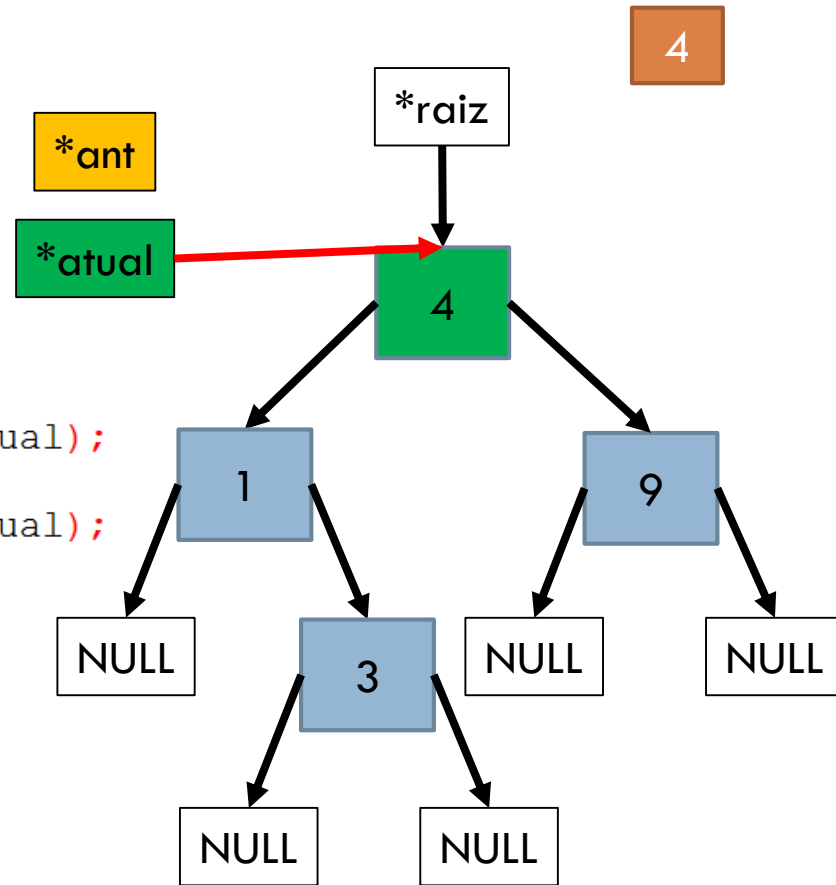 4
*raiz
*ant
*atual
4
ual);
1
9
ual);
NULL
3
NULL
NULL
NULL
NULL